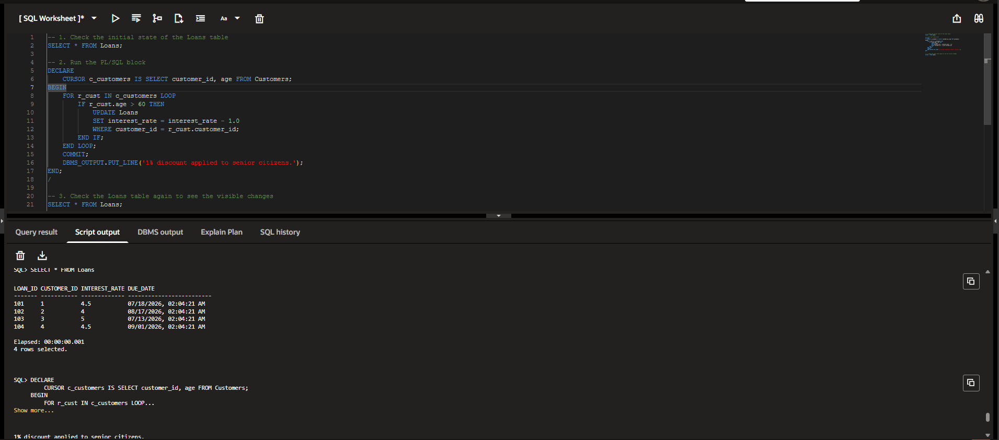 [ SQL Worksheet ]*
Aa
1 -- 1. Check the initial state of the Loans table
2 SELECT * FROM Loans;
3
4 -- 2. Run the PL/SQL block
5 DECLARE
6 CURSOR c_customers IS SELECT customer_id, age FROM Customers;
7 BEGIN
8 FOR r_cust IN c_customers LOOP
9 IF r_cust.age > 60 THEN
10 UPDATE Loans
11 SET interest_rate = interest_rate - 1.0
12 WHERE customer_id = r_cust.customer_id;
13 END IF;
14 END LOOP;
15 COMMIT;
16 DBMS_OUTPUT.PUT_LINE('1% discount applied to senior citizens.');
17 END;
18 /
19
20 -- 3. Check the Loans table again to see the visible changes
21 SELECT * FROM Loans;
Query result Script output DBMS output Explain Plan SQL history
SQL> SELECT * FROM Loans
LOAN_ID CUSTOMER_ID INTEREST_RATE DUE_DATE
------- ----------- ------------- -------------------------
101 1 4.5 07/18/2026, 02:04:21 AM
102 2 4 08/17/2026, 02:04:21 AM
103 3 5 07/13/2026, 02:04:21 AM
104 4 4.5 09/01/2026, 02:04:21 AM
Elapsed: 00:00:00.001
4 rows selected.
SQL> DECLARE
CURSOR c_customers IS SELECT customer_id, age FROM Customers;
BEGIN
FOR r_cust IN c_customers LOOP...
Show more...
1% discount applied to senior citizens.